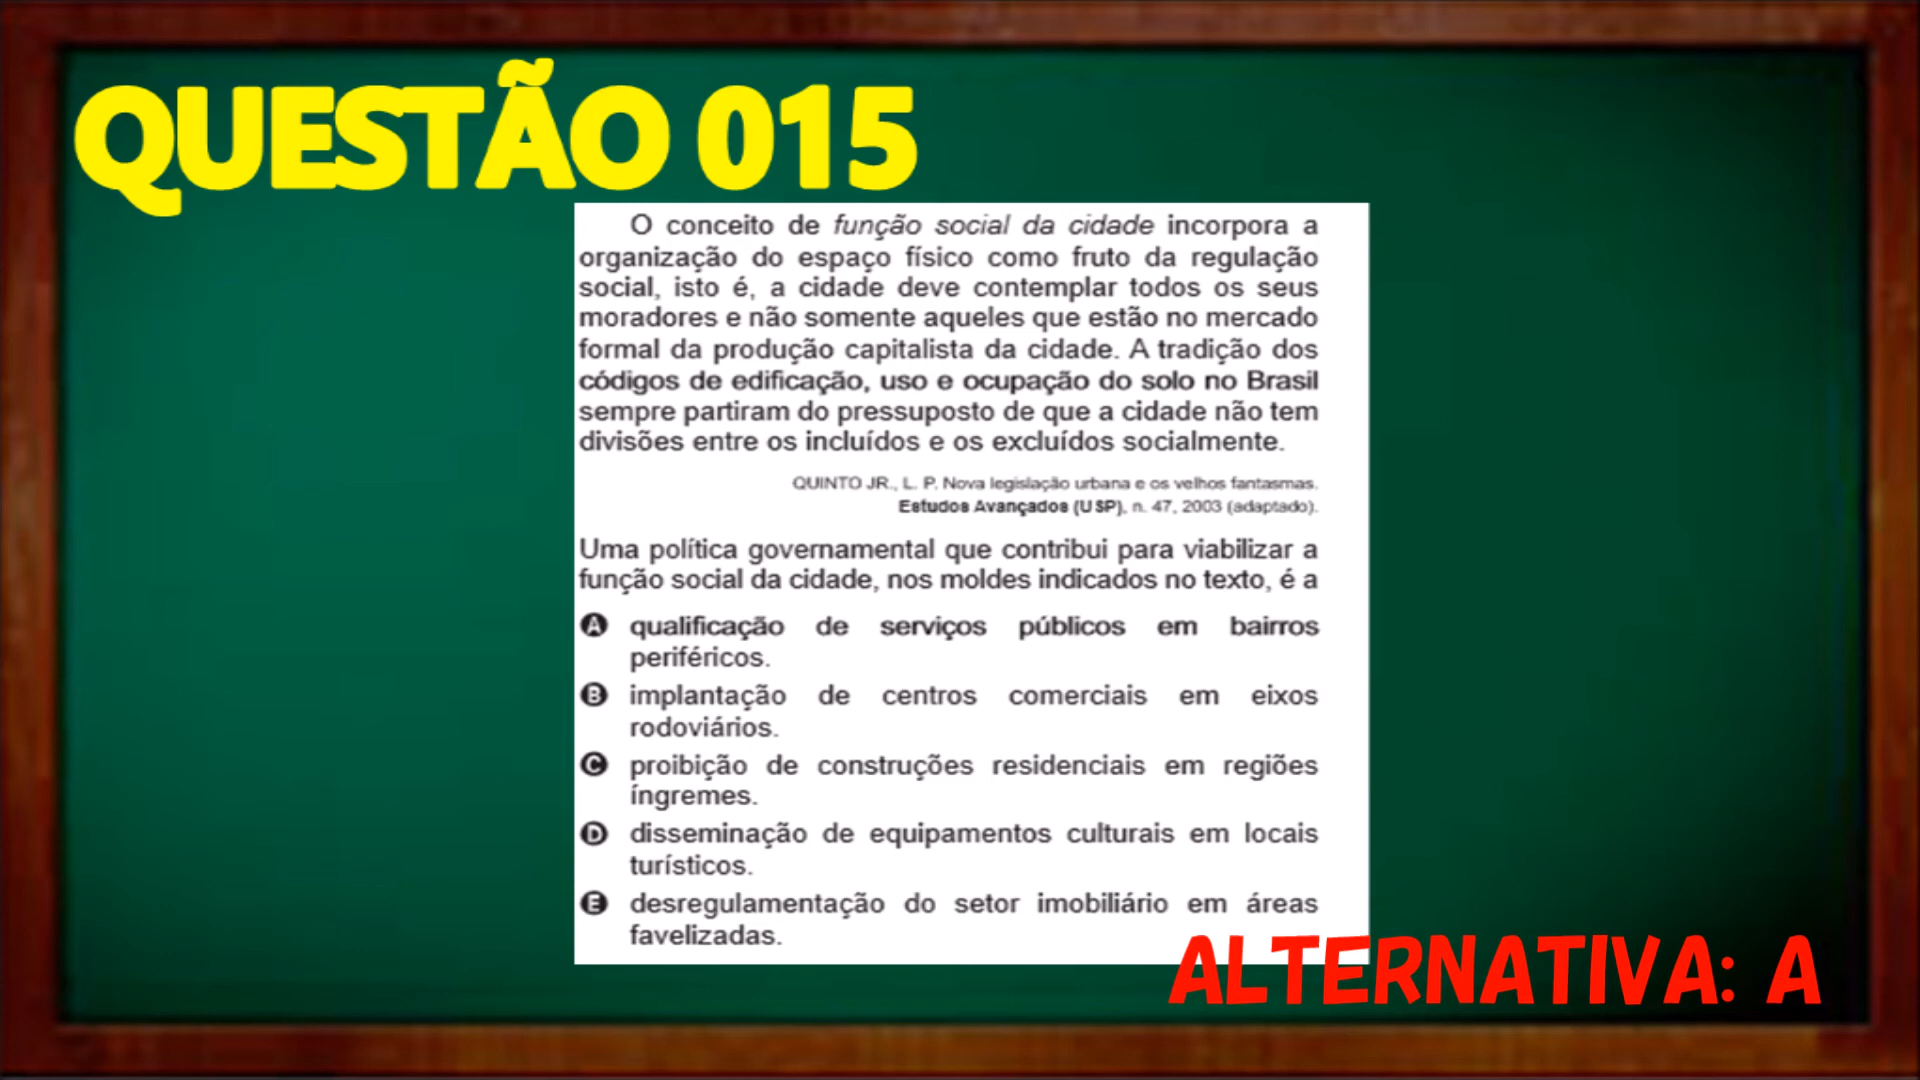 QUESTÃO 015
O conceito de função social da cidade incorpora a
organização do espaço físico como fruto da regulação
social, isto é, a cidade deve contemplar todos os seus
moradores e não somente aqueles que estão no mercado
formal da produção capitalista da cidade. A tradição dos
códigos de edificação, uso e ocupação do solo no Brasil
sempre partiram do pressuposto de que a cidade não tem
divisões entre os incluídos e os excluídos socialmente.
QUINTO JR., L. P. Nova legislação urbana e os velhos fantasmas.
Estudos Avançados (USP), n. 47, 2003 (adaptado).
Uma política governamental que contribui para viabilizar a
função social da cidade, nos moldes indicados no texto, é a
A qualificação de serviços públicos em bairros
periféricos.
B implantação de centros comerciais em eixos
rodoviários.
C proibição de construções residenciais em regiões
íngremes.
D disseminação de equipamentos culturais em locais
turísticos.
E desregulamentação do setor imobiliário em áreas
favelizadas.
ALTERNATIVA: A